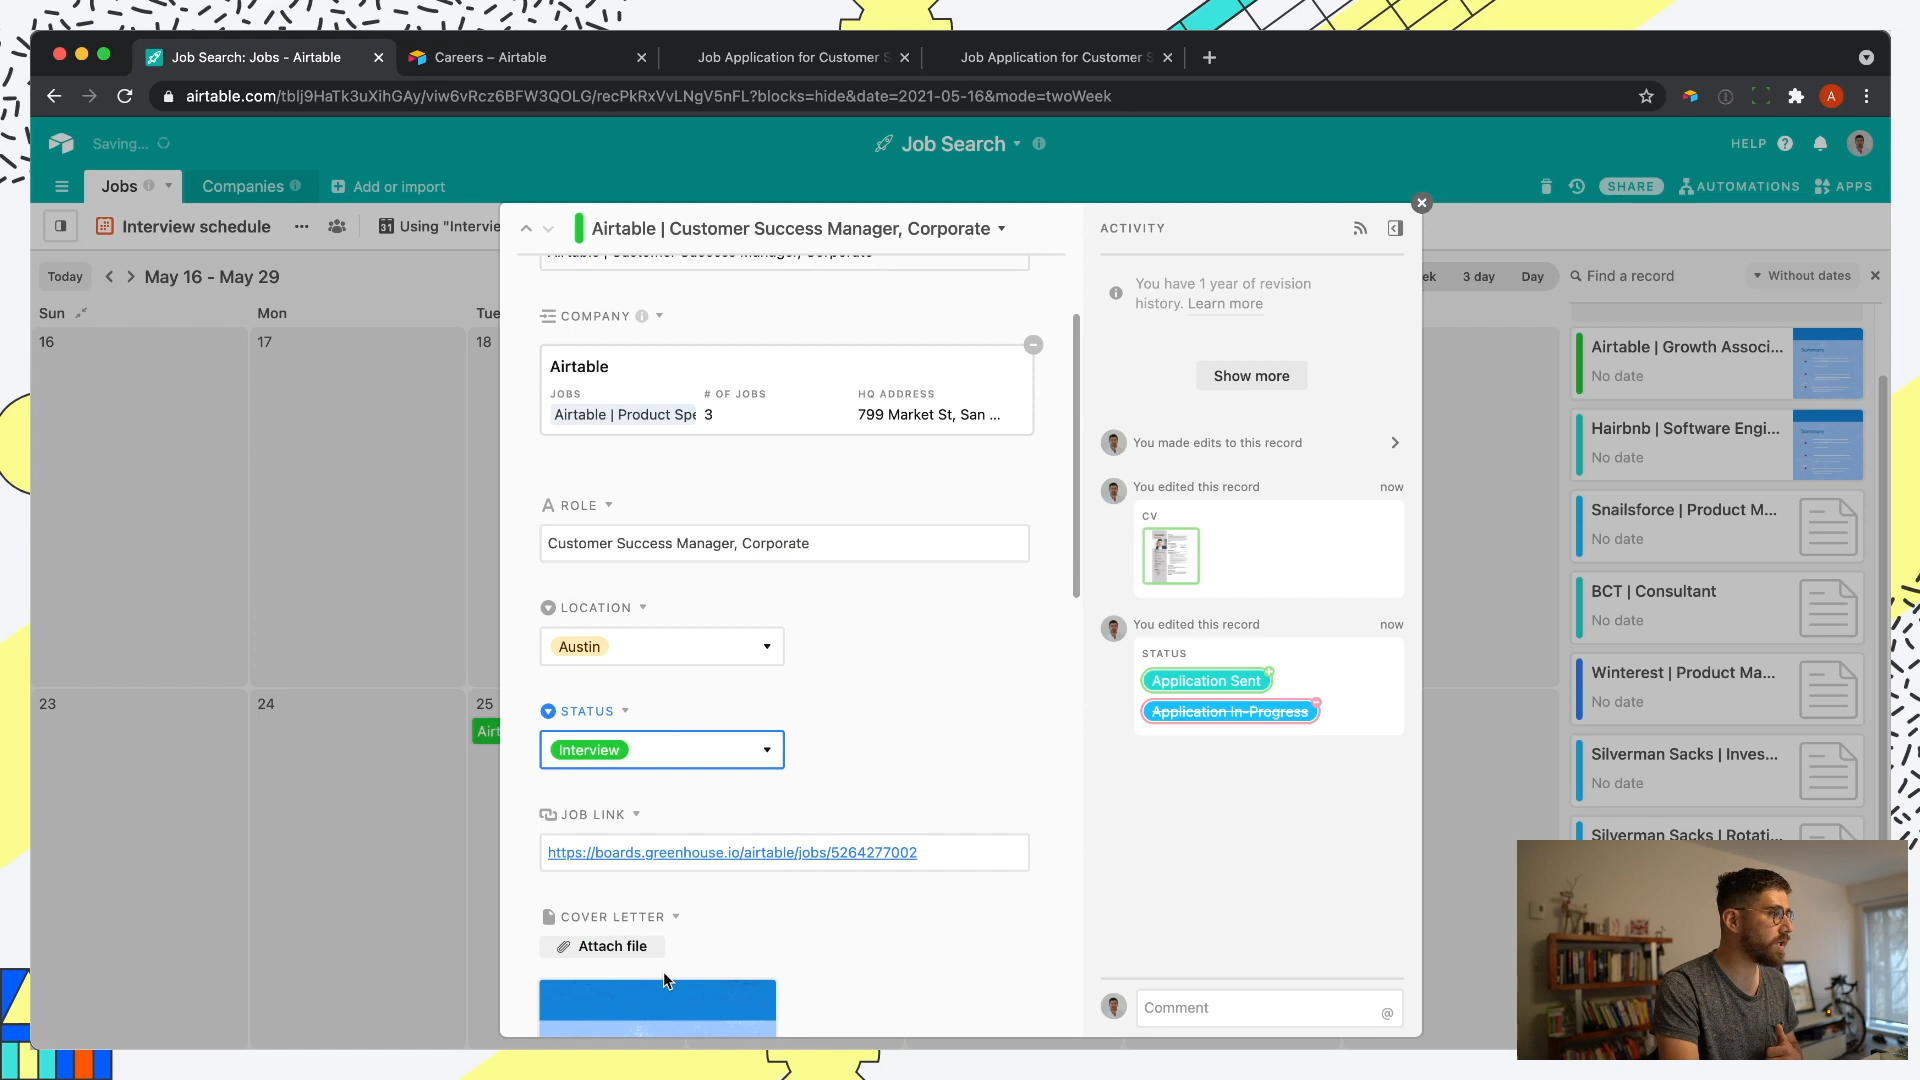 Job Search: Jobs - Airtable
Careers – Airtable
Job Application for Customer S
Job Application for Customer S
airtable.com/tblj9HaTk3uXihGAy/viw6vRcz6BFW3QOLG/recPkRxVvLNgV5nFL?blocks=hide&date=2021-05-16&mode=twoWeek
A
Saving...
Job Search
HELP
Jobs
Companies
Add or import
SHARE
AUTOMATIONS
APPS
Interview schedule
31 Using "Intervie
Today
May 16 - May 29
ek
3 day
Day
Find a record
Without dates
Sun
Mon
Tue
16
17
18
23
24
25
Airt
Airtable | Customer Success Manager, Corporate
Airtable | Customer Success Manager, Corporate
COMPANY
Airtable
JOBS
# OF JOBS
HQ ADDRESS
Airtable | Product Spe
3
799 Market St, San ...
ROLE
Customer Success Manager, Corporate
LOCATION
Austin
STATUS
Interview
JOB LINK
https://boards.greenhouse.io/airtable/jobs/5264277002
COVER LETTER
Attach file
ACTIVITY
You have 1 year of revision
history. Learn more
Show more
You made edits to this record
You edited this record
now
CV
You edited this record
now
STATUS
Application Sent
Application In-Progress
Comment
@
Airtable | Growth Associ...
No date
Summary
Hairbnb | Software Engi...
No date
Summary
Snailsforce | Product M...
No date
BCT | Consultant
No date
Winterest | Product Ma...
No date
Silverman Sacks | Inves...
No date
Silverman Sacks | Rotati...